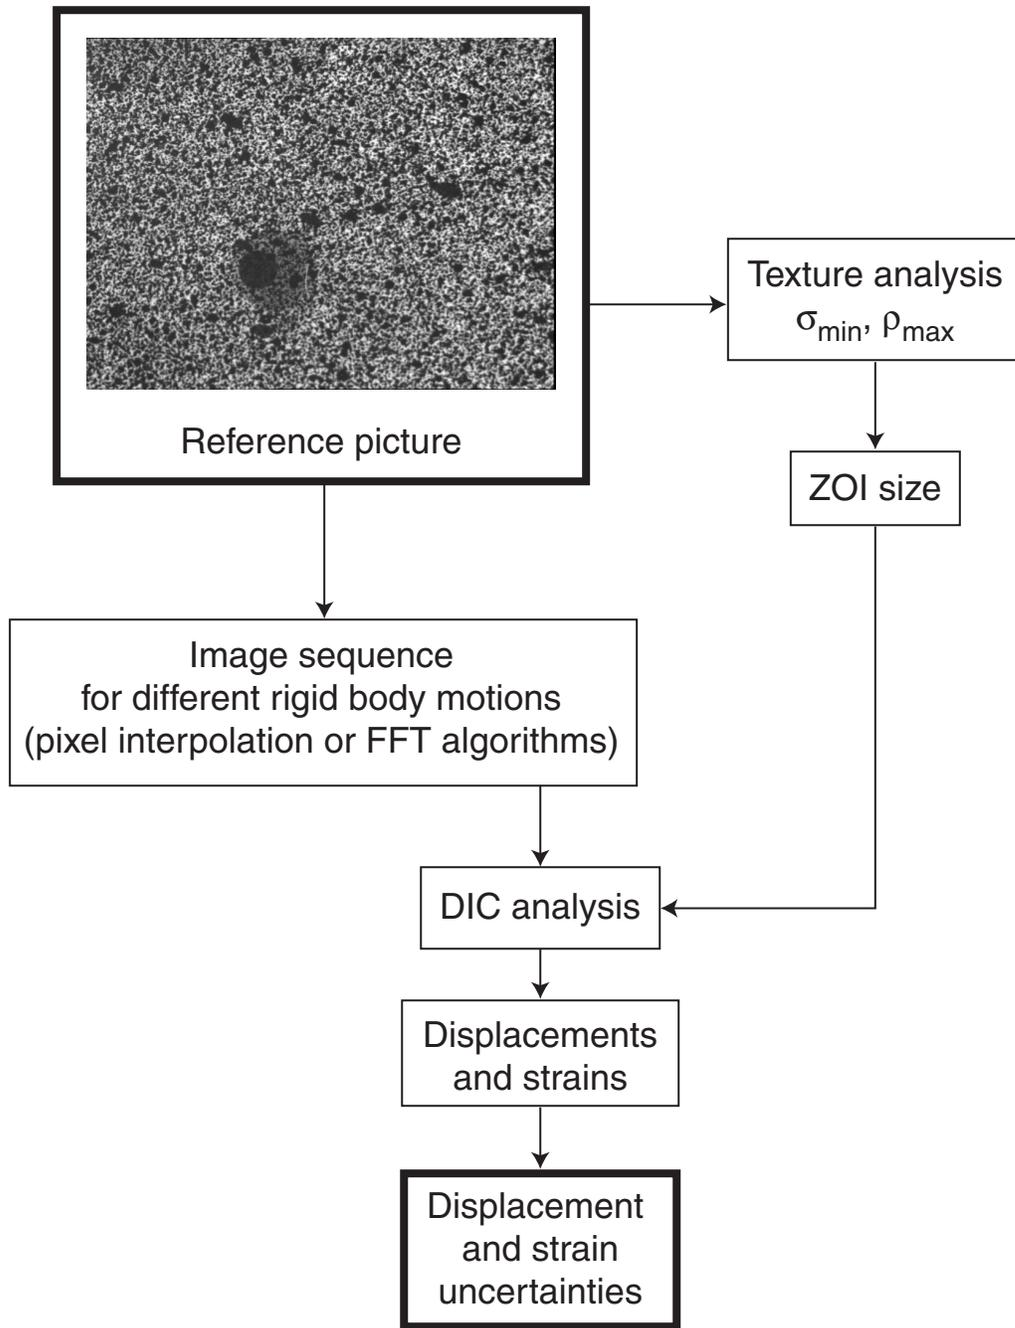 Reference picture
Texture analysis
σmin, ρmax
ZOI size
Image sequence
for different rigid body motions
(pixel interpolation or FFT algorithms)
DIC analysis
Displacements
and strains
Displacement
and strain
uncertainties